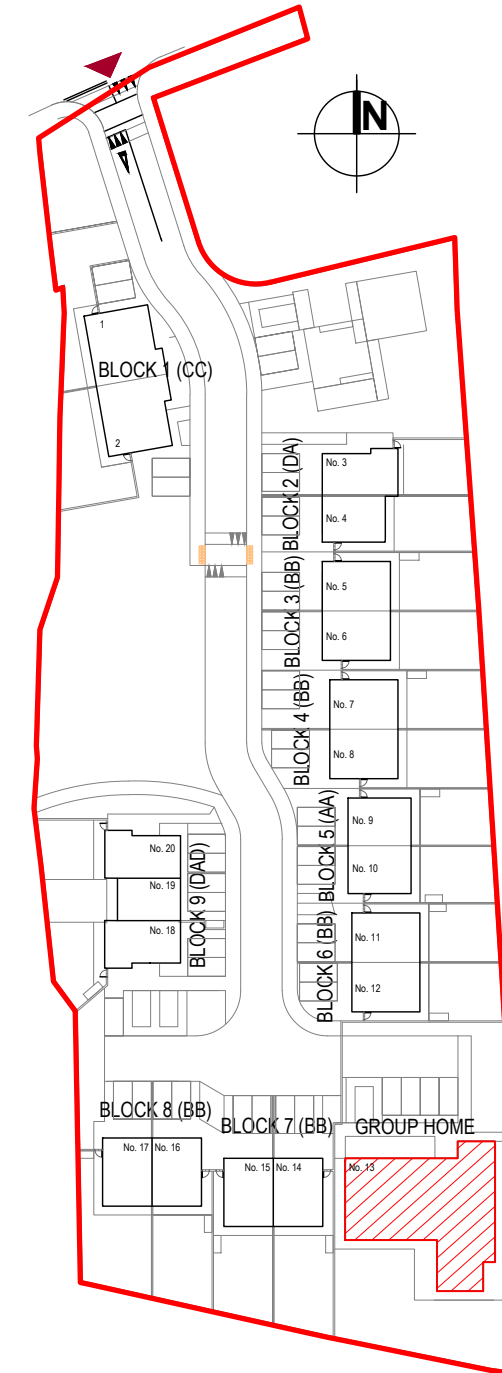 N
1
BLOCK 1 (CC)
2
BLOCK 2 (DA)
No. 3
No. 4
BLOCK 3 (BB)
No. 5
No. 6
BLOCK 4 (BB)
No. 7
No. 8
BLOCK 5 (AA)
No. 9
No. 10
BLOCK 6 (BB)
No. 11
No. 12
BLOCK 9 (DAD)
No. 20
No. 19
No. 18
BLOCK 8 (BB)
No. 17
No. 16
BLOCK 7 (BB)
No. 15
No. 14
GROUP HOME
No. 13